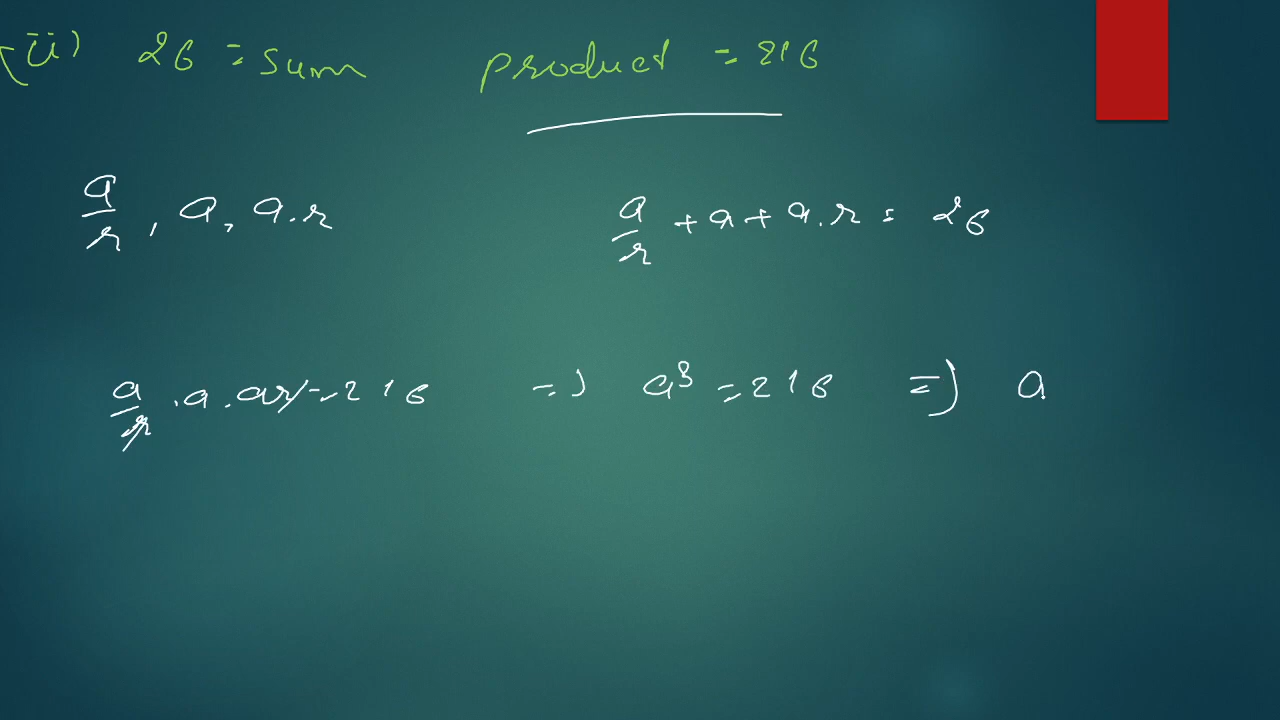 (ii) 26 = sum product = 216
a/r, a, a.r a/r + a + a.r = 26
a/r . a . ar = 216 => a³ = 216 => a